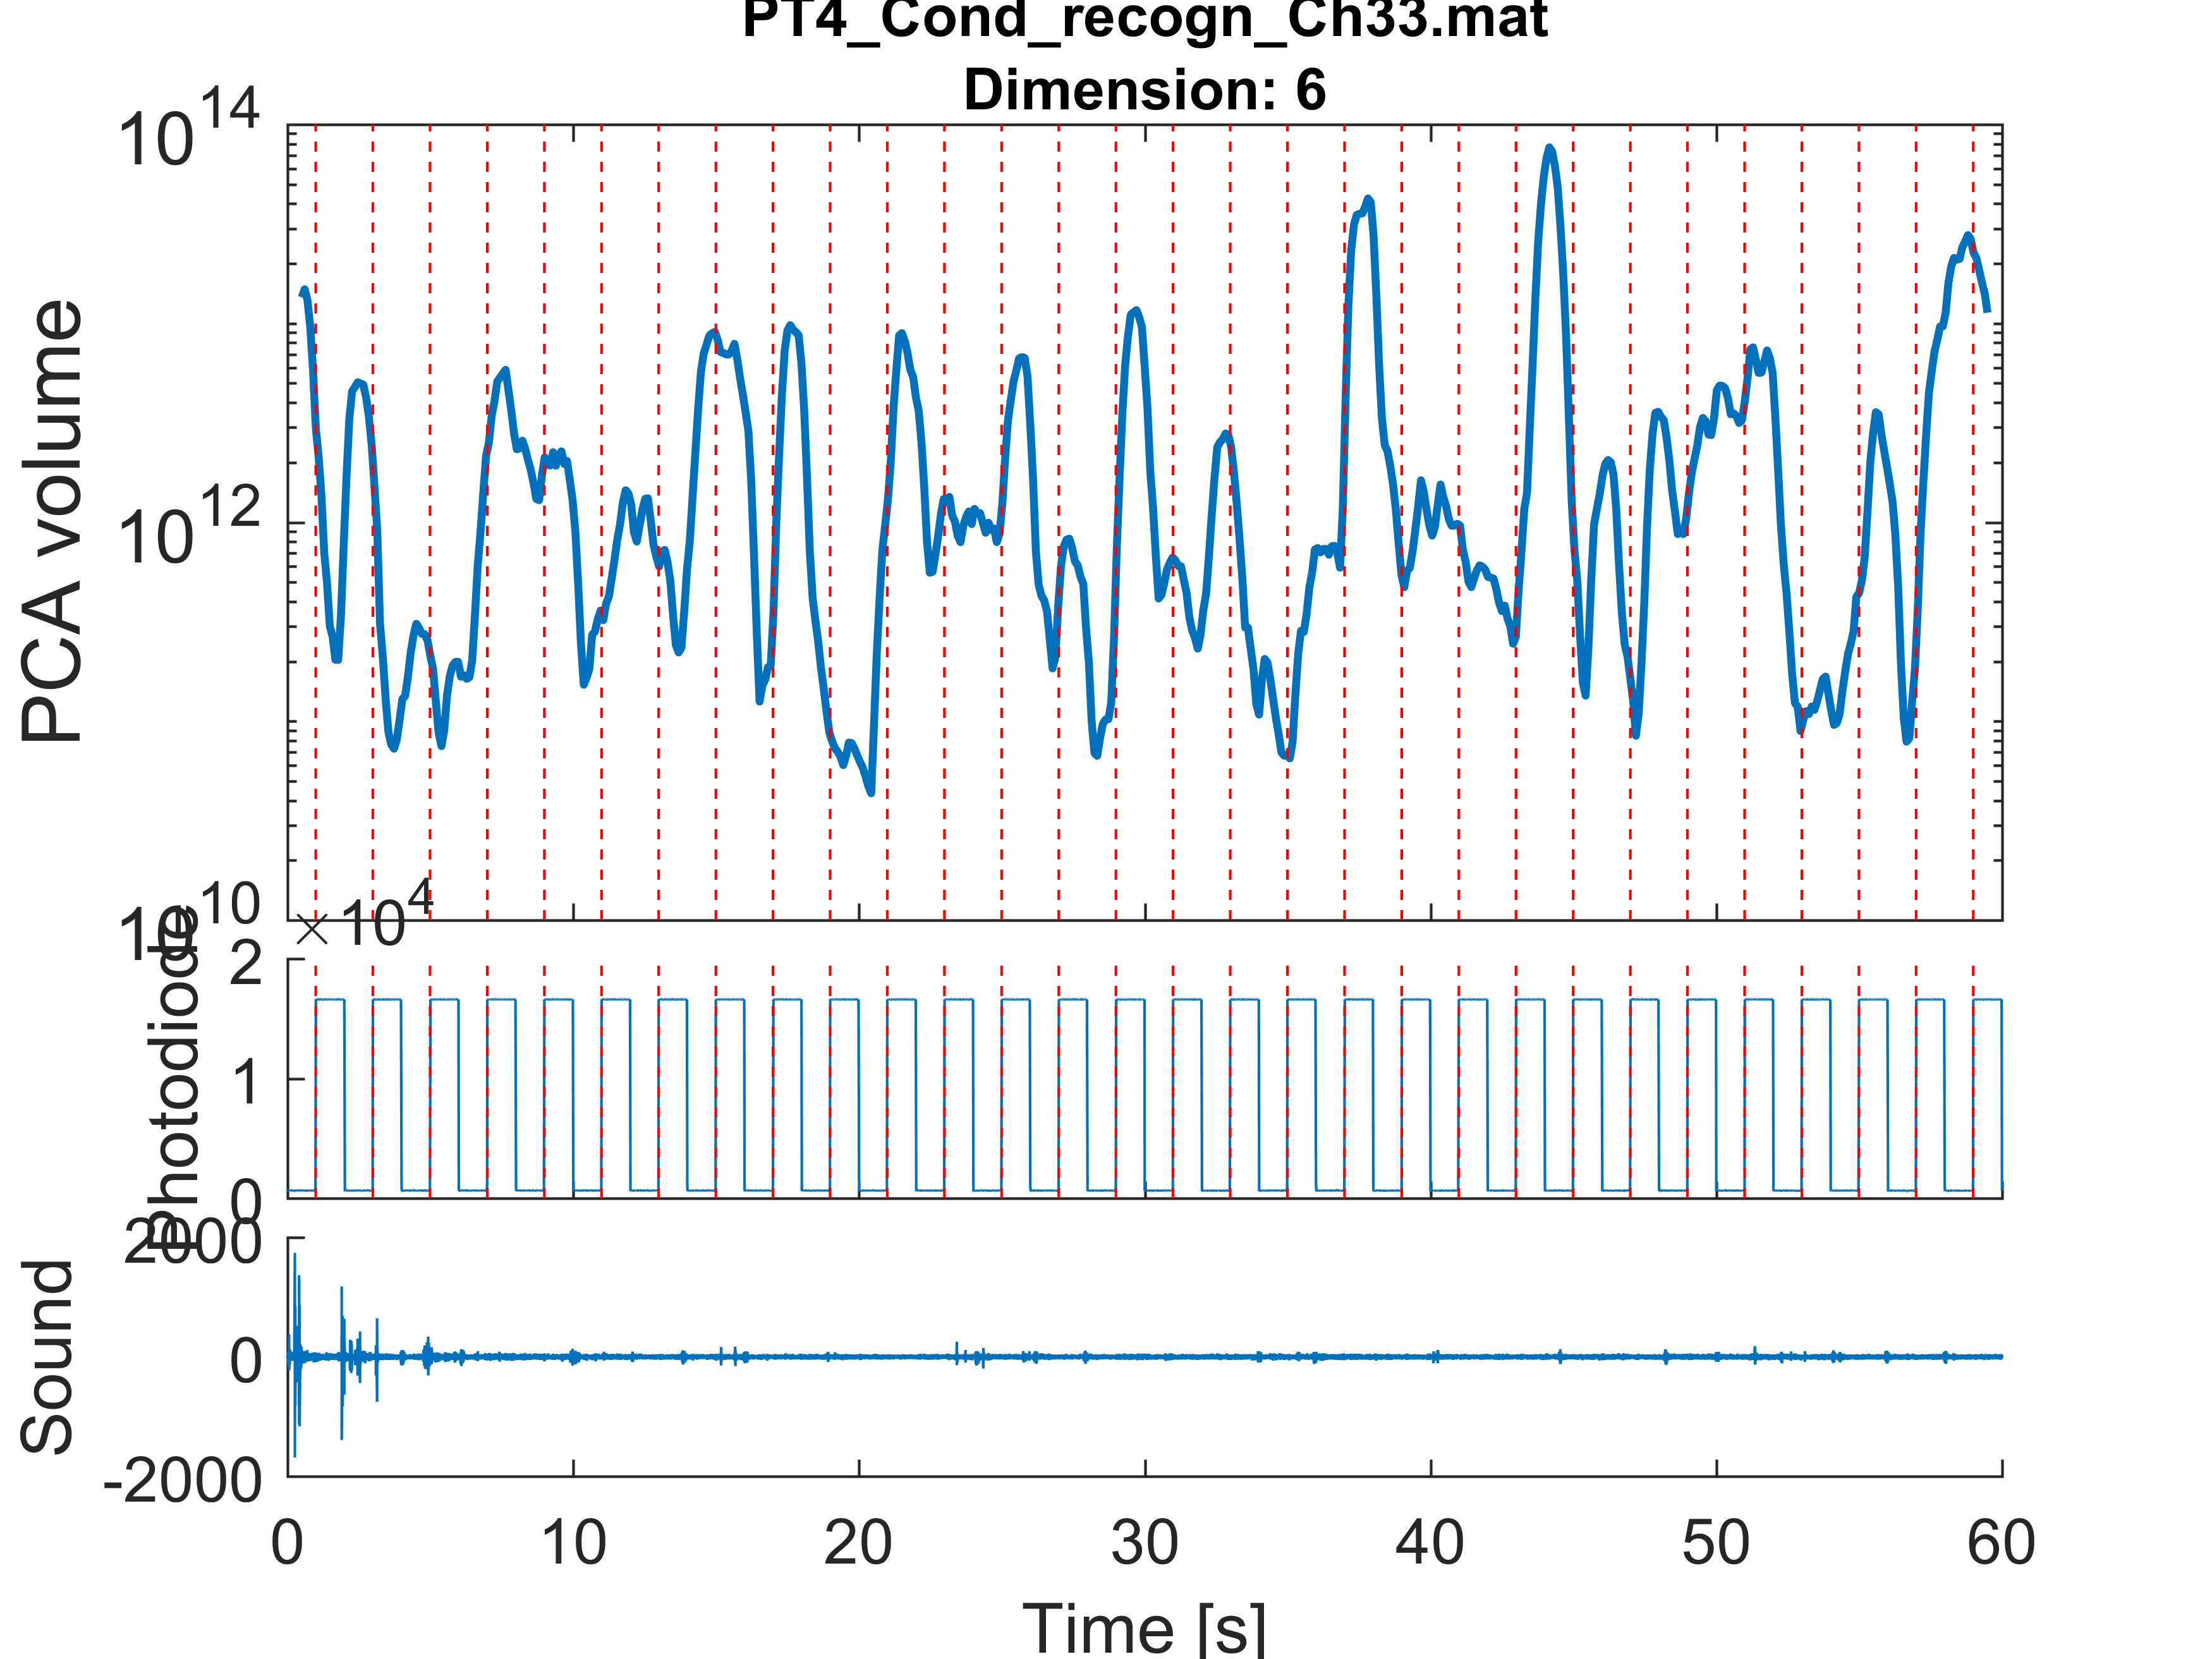 PT4_Cond_recogn_Ch33.mat
Dimension: 6
10^14
10^12
10^10
PCA volume
×10^4
2
1
0
Photodiode
2000
0
-2000
Sound
0 10 20 30 40 50 60
Time [s]